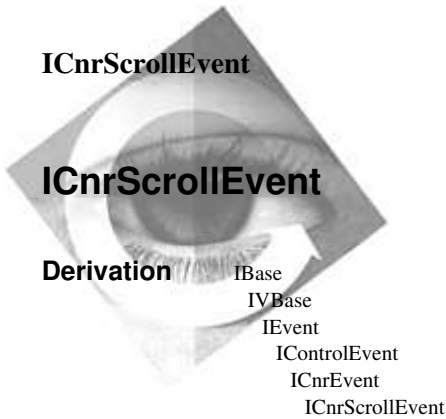 ICnrScrollEvent
ICnrScrollEvent
Derivation IBase
IVBase
IEvent
IControlEvent
ICnrEvent
ICnrScrollEvent